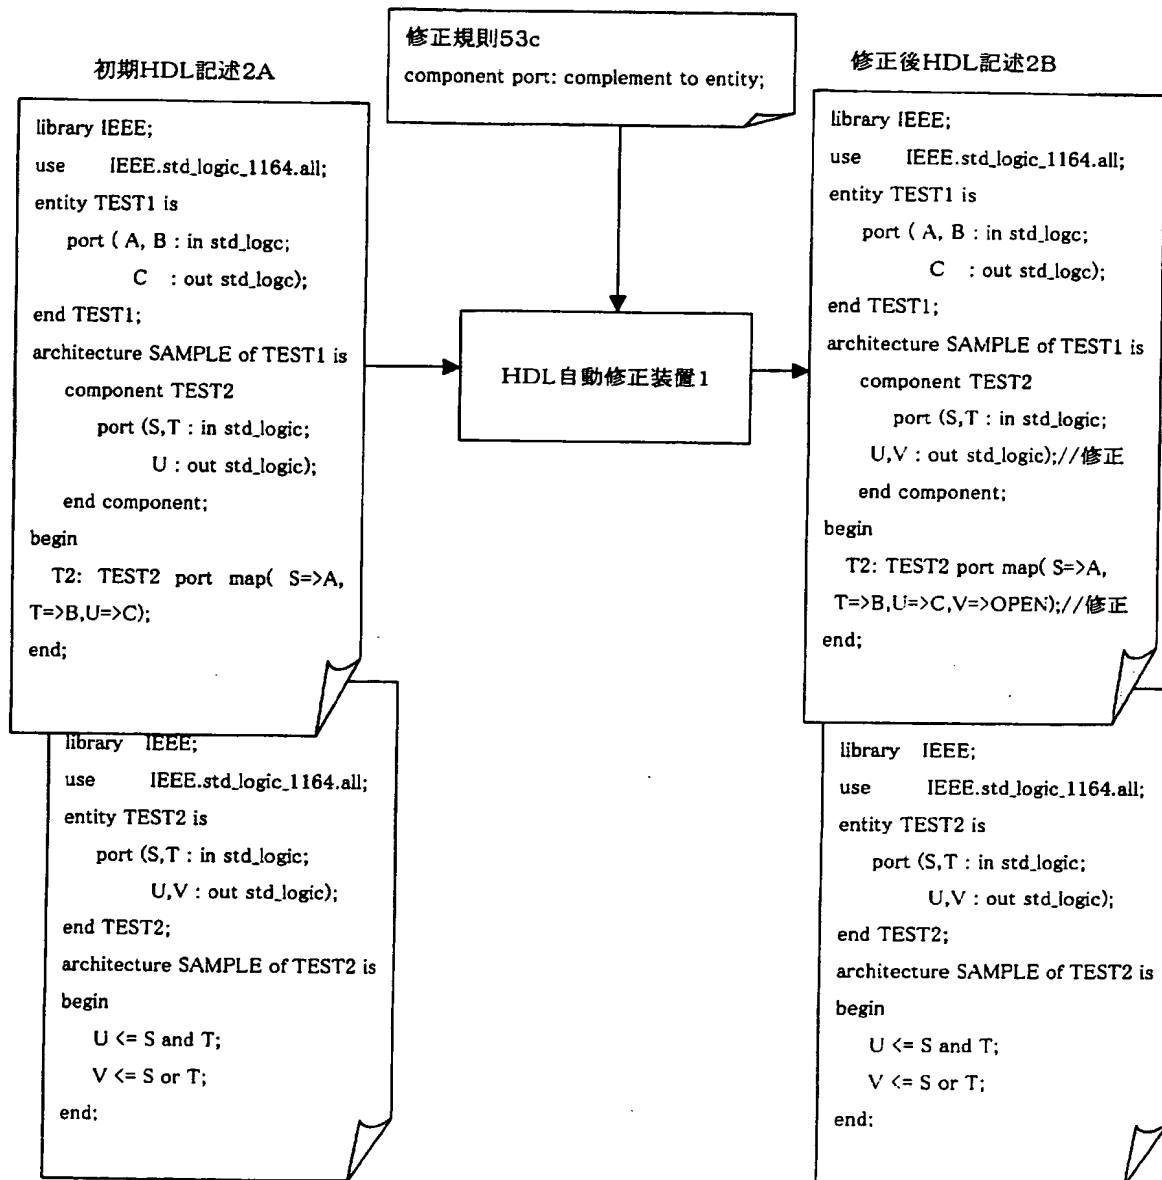 修正規則53c
component port: complement to entity;
初期HDL記述2A
library IEEE;
use IEEE.std_logic_1164.all;
entity TEST1 is
port ( A, B : in std_logc;
C : out std_logc);
end TEST1;
architecture SAMPLE of TEST1 is
component TEST2
port (S,T : in std_logic;
U : out std_logic);
end component;
begin
T2: TEST2 port map( S=>A,
T=>B,U=>C);
end;
library IEEE;
use IEEE.std_logic_1164.all;
entity TEST2 is
port (S,T : in std_logic;
U,V : out std_logic);
end TEST2;
architecture SAMPLE of TEST2 is
begin
U <= S and T;
V <= S or T;
end;
HDL自動修正装置1
修正後HDL記述2B
library IEEE;
use IEEE.std_logic_1164.all;
entity TEST1 is
port ( A, B : in std_logc;
C : out std_logc);
end TEST1;
architecture SAMPLE of TEST1 is
component TEST2
port (S,T : in std_logic;
U,V : out std_logic);//修正
end component;
begin
T2: TEST2 port map( S=>A,
T=>B,U=>C,V=>OPEN);//修正
end;
library IEEE;
use IEEE.std_logic_1164.all;
entity TEST2 is
port (S,T : in std_logic;
U,V : out std_logic);
end TEST2;
architecture SAMPLE of TEST2 is
begin
U <= S and T;
V <= S or T;
end;